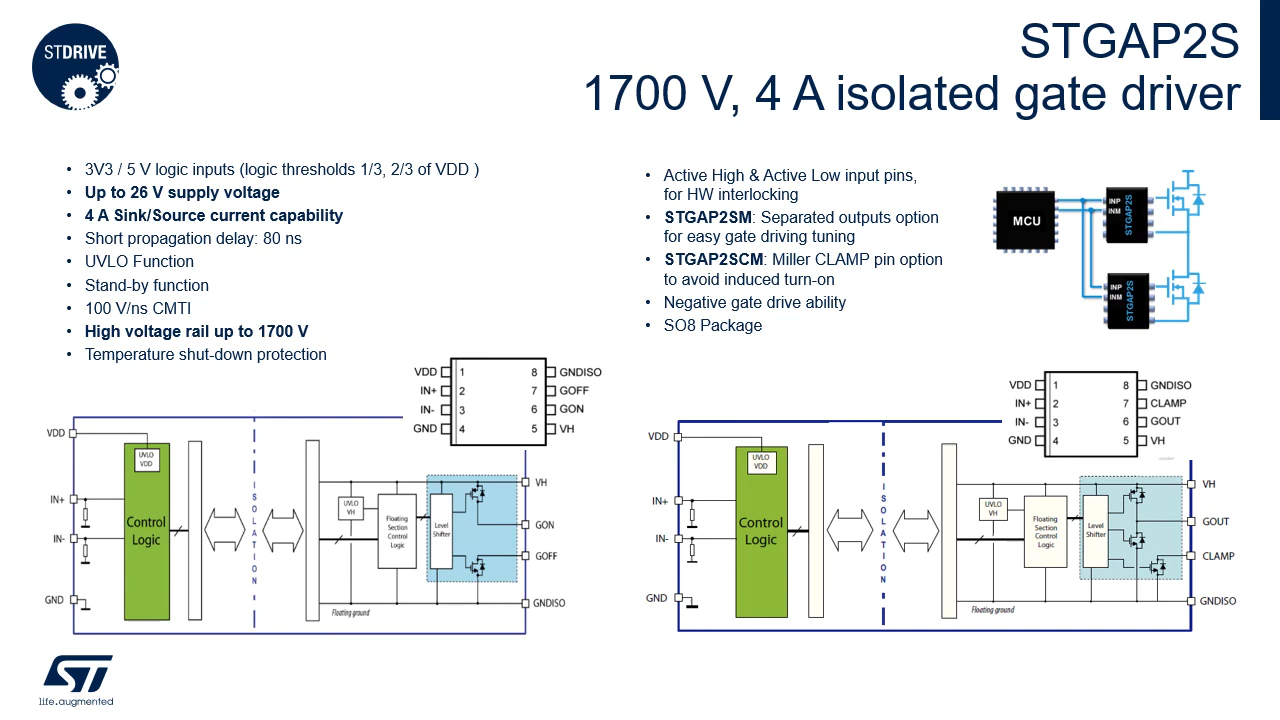 STDRIVE
STGAP2S
1700 V, 4 A isolated gate driver
• 3V3 / 5 V logic inputs (logic thresholds 1/3, 2/3 of VDD )
• Up to 26 V supply voltage
• 4 A Sink/Source current capability
• Short propagation delay: 80 ns
• UVLO Function
• Stand-by function
• 100 V/ns CMTI
• High voltage rail up to 1700 V
• Temperature shut-down protection
• Active High & Active Low input pins,
for HW interlocking
• STGAP2SM: Separated outputs option
for easy gate driving tuning
• STGAP2SCM: Miller CLAMP pin option
to avoid induced turn-on
• Negative gate drive ability
• SO8 Package
MCU
INP
INM
STGAP2S
INP
INM
STGAP2S
VDD 1 8 GNDISO
IN+ 2 7 GOFF
IN- 3 6 GON
GND 4 5 VH
VDD
IN+
IN-
GND
UVLO
VDD
Control
Logic
ISOLATION
UVLO
VH
Floating
Section
Control
Logic
Level
Shifter
Floating ground
VH
GON
GOFF
GNDISO
VDD 1 8 GNDISO
IN+ 2 7 CLAMP
IN- 3 6 GOUT
GND 4 5 VH
VDD
IN+
IN-
GND
UVLO
VDD
Control
Logic
ISOLATION
UVLO
VH
Floating
Section
Control
Logic
Level
Shifter
Floating ground
VH
GOUT
CLAMP
GNDISO
ST
life.augmented